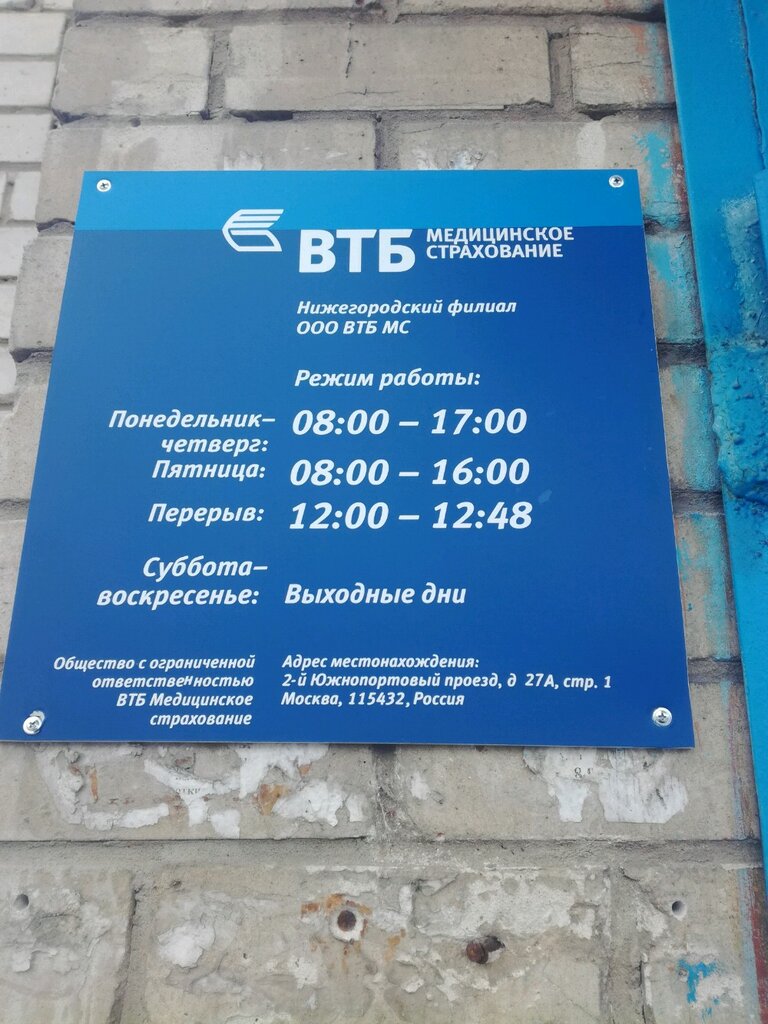 ВТБ МЕДИЦИНСКОЕ
СТРАХОВАНИЕ
Нижегородский филиал
ООО ВТБ МС
Режим работы:
Понедельник–
четверг: 08:00 – 17:00
Пятница: 08:00 – 16:00
Перерыв: 12:00 – 12:48
Суббота–
воскресенье: Выходные дни
Общество с ограниченной
ответственностью
ВТБ Медицинское
страхование
Адрес местонахождения:
2-й Южнопортовый проезд, д 27А, стр. 1
Москва, 115432, Россия